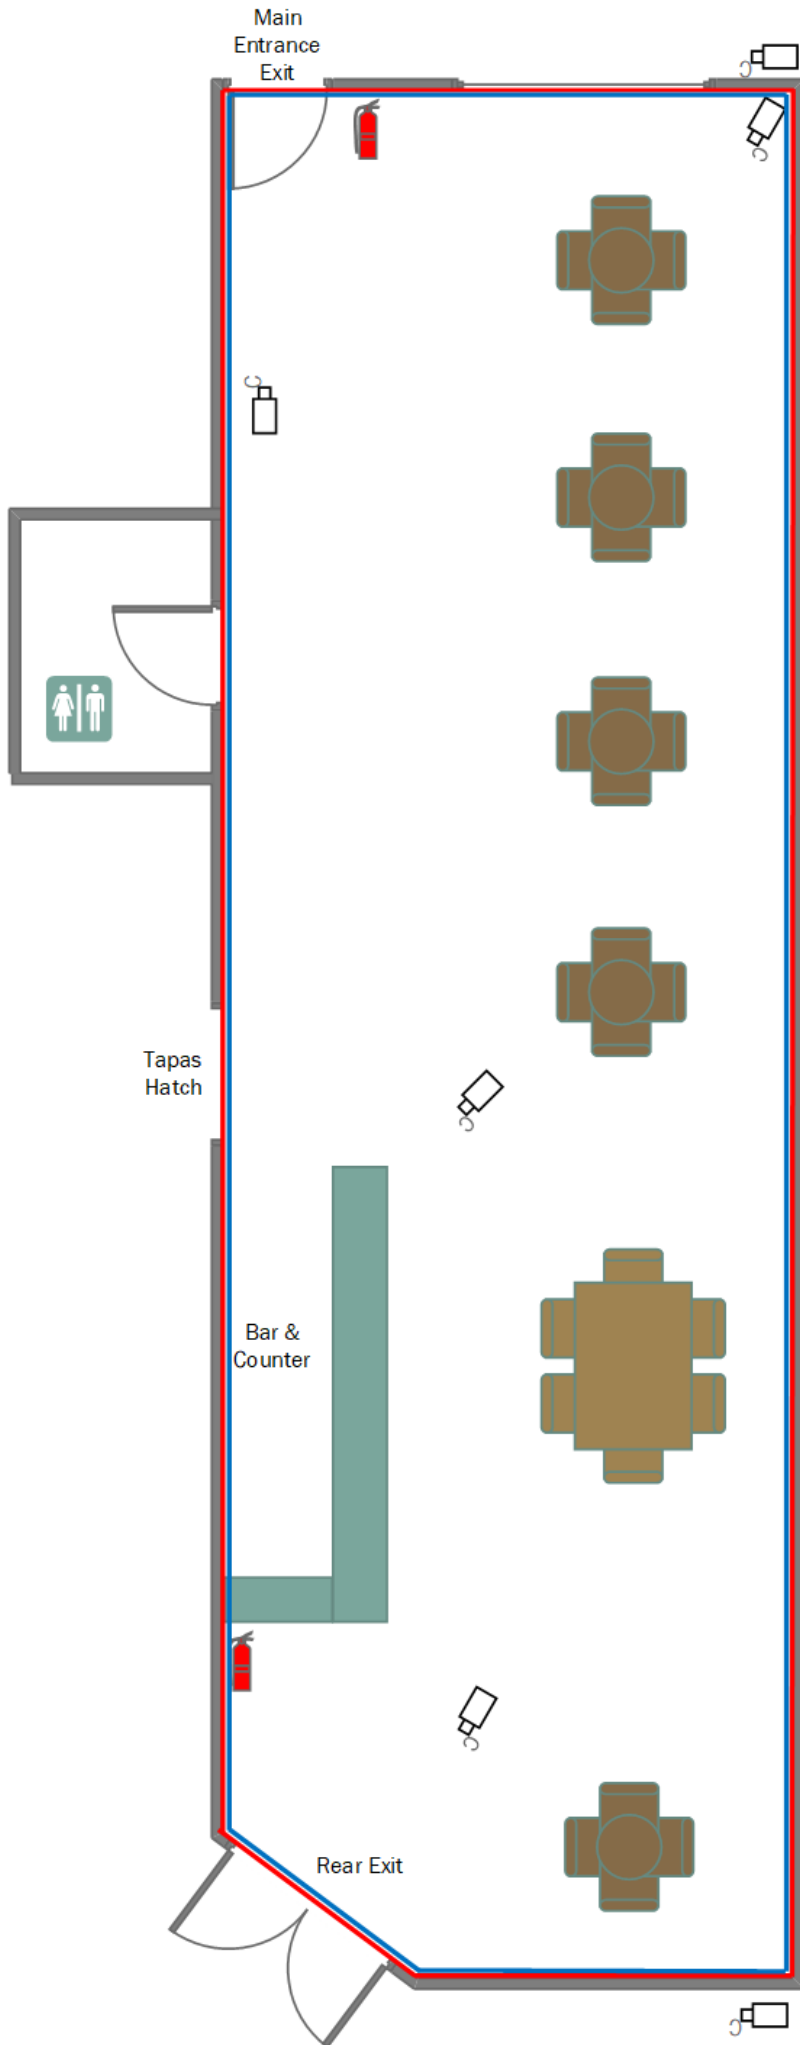 Main
Entrance
Exit
Tapas
Hatch
Bar &
Counter
Rear Exit